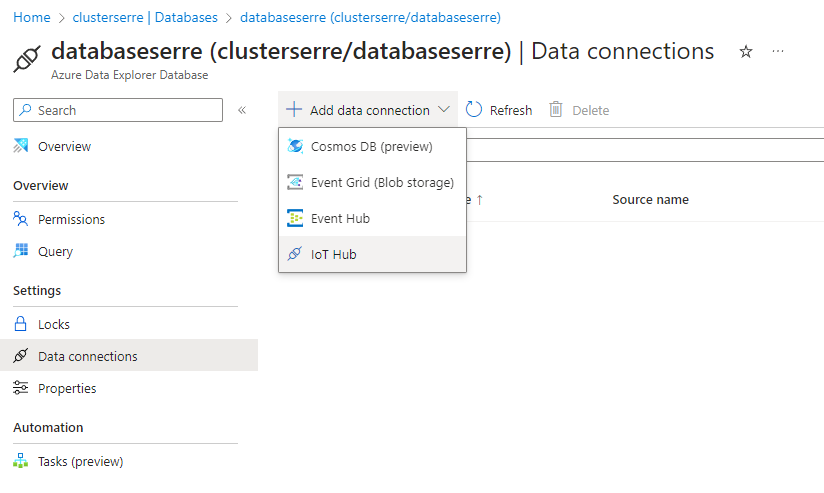 Home > clusterserre | Databases > databaseserre (clusterserre/databaseserre)
databaseserre (clusterserre/databaseserre) | Data connections
Azure Data Explorer Database
Search
Overview
Overview
Permissions
Query
Settings
Locks
Data connections
Properties
Automation
Tasks (preview)
Add data connection Refresh Delete
Cosmos DB (preview)
Event Grid (Blob storage)
Event Hub
IoT Hub
e ↑ Source name